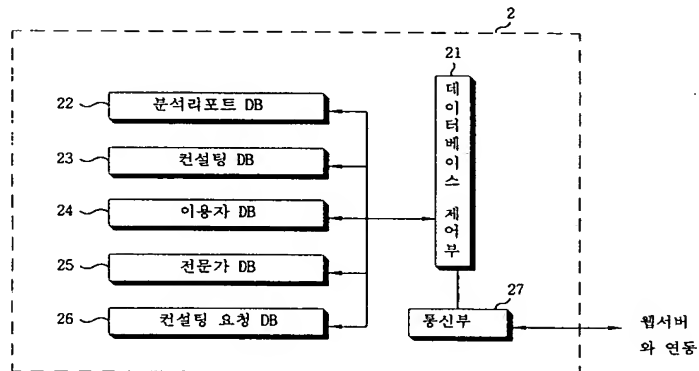 2
21
22
분석리포트 DB
23
컨설팅 DB
24
이용자 DB
25
전문가 DB
26
컨설팅 요청 DB
데이터베이스 제어부
27
통신부
웹서버
와 연동